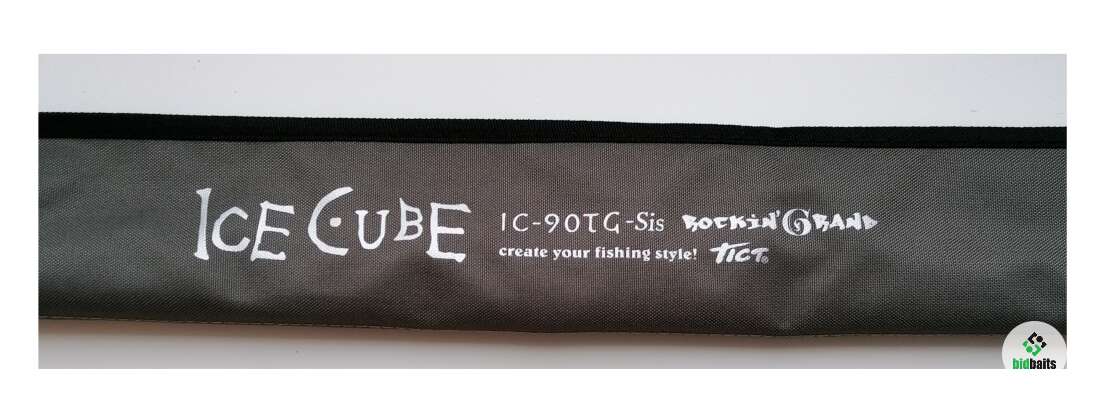 ICE CUBE IC-90TG-Sis ROCKIN' GRAND
create your fishing style! TICT®
bidbaits